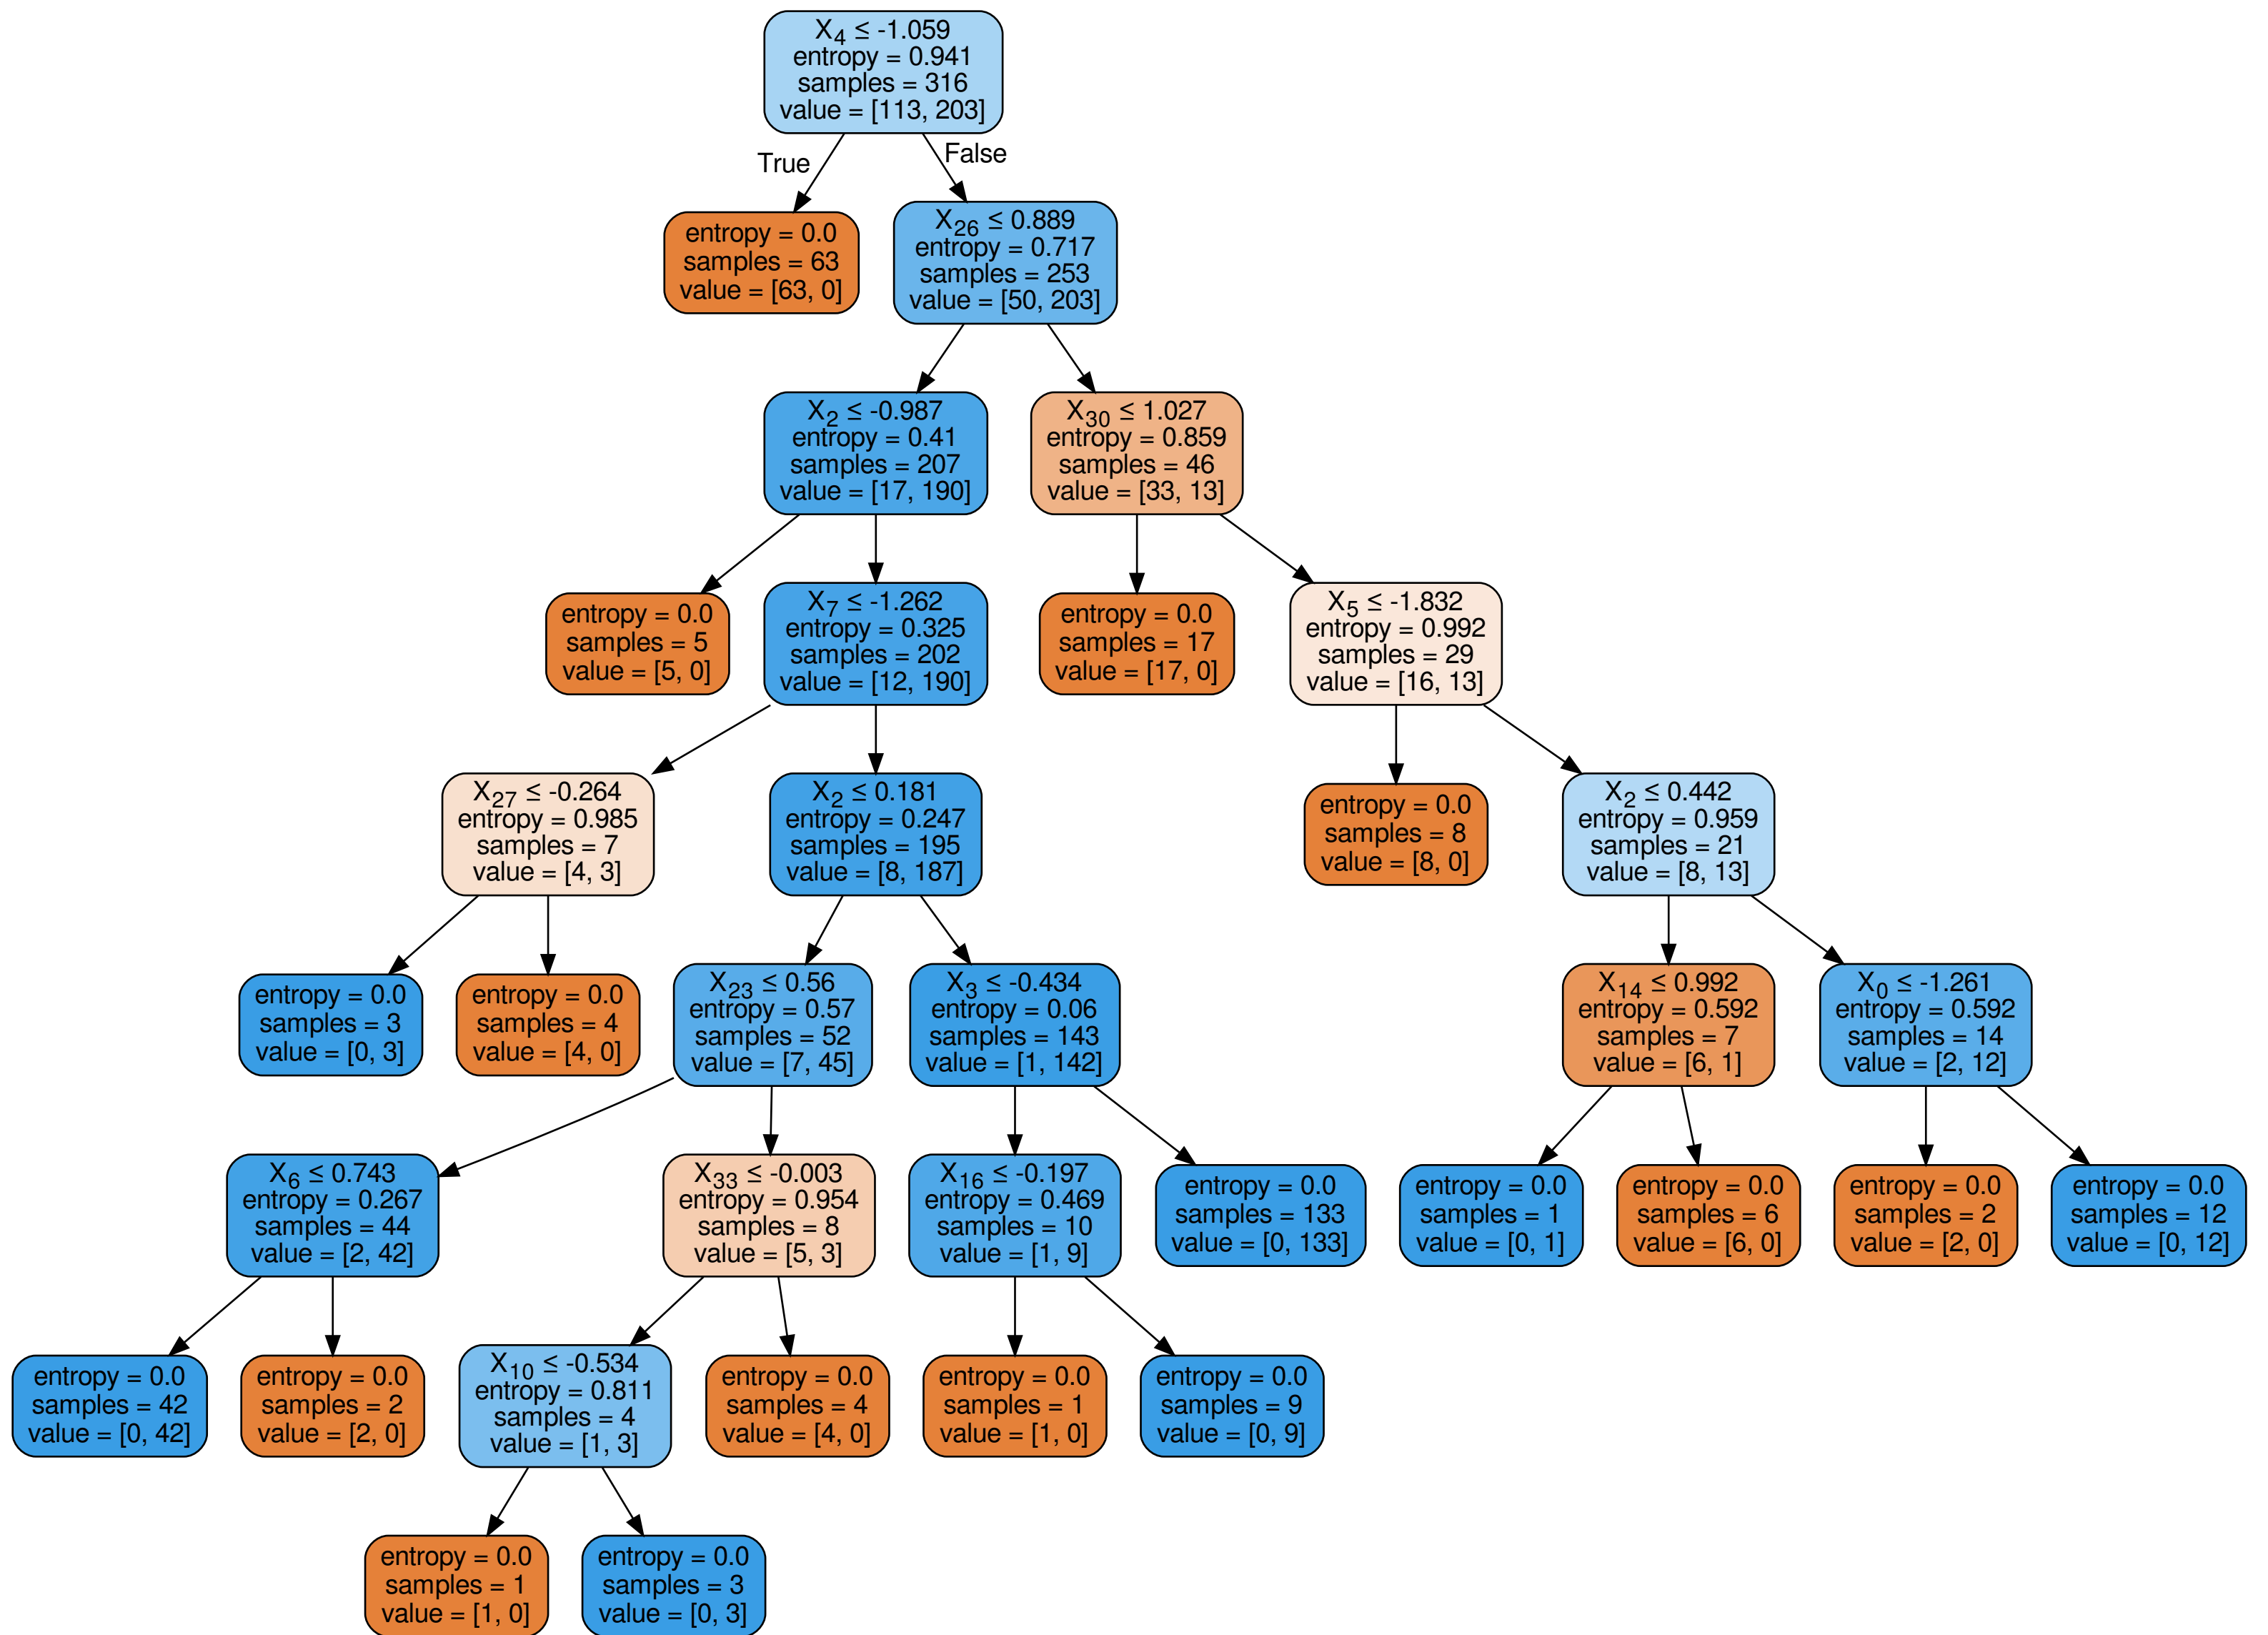 X4 ≤ -1.059
entropy = 0.941
samples = 316
value = [113, 203]
True
False
entropy = 0.0
samples = 63
value = [63, 0]
X26 ≤ 0.889
entropy = 0.717
samples = 253
value = [50, 203]
X2 ≤ -0.987
entropy = 0.41
samples = 207
value = [17, 190]
X30 ≤ 1.027
entropy = 0.859
samples = 46
value = [33, 13]
entropy = 0.0
samples = 5
value = [5, 0]
X7 ≤ -1.262
entropy = 0.325
samples = 202
value = [12, 190]
entropy = 0.0
samples = 17
value = [17, 0]
X5 ≤ -1.832
entropy = 0.992
samples = 29
value = [16, 13]
X27 ≤ -0.264
entropy = 0.985
samples = 7
value = [4, 3]
X2 ≤ 0.181
entropy = 0.247
samples = 195
value = [8, 187]
entropy = 0.0
samples = 8
value = [8, 0]
X2 ≤ 0.442
entropy = 0.959
samples = 21
value = [8, 13]
entropy = 0.0
samples = 3
value = [0, 3]
entropy = 0.0
samples = 4
value = [4, 0]
X23 ≤ 0.56
entropy = 0.57
samples = 52
value = [7, 45]
X3 ≤ -0.434
entropy = 0.06
samples = 143
value = [1, 142]
X14 ≤ 0.992
entropy = 0.592
samples = 7
value = [6, 1]
X0 ≤ -1.261
entropy = 0.592
samples = 14
value = [2, 12]
X6 ≤ 0.743
entropy = 0.267
samples = 44
value = [2, 42]
X33 ≤ -0.003
entropy = 0.954
samples = 8
value = [5, 3]
X16 ≤ -0.197
entropy = 0.469
samples = 10
value = [1, 9]
entropy = 0.0
samples = 133
value = [0, 133]
entropy = 0.0
samples = 1
value = [0, 1]
entropy = 0.0
samples = 6
value = [6, 0]
entropy = 0.0
samples = 2
value = [2, 0]
entropy = 0.0
samples = 12
value = [0, 12]
entropy = 0.0
samples = 42
value = [0, 42]
entropy = 0.0
samples = 2
value = [2, 0]
X10 ≤ -0.534
entropy = 0.811
samples = 4
value = [1, 3]
entropy = 0.0
samples = 4
value = [4, 0]
entropy = 0.0
samples = 1
value = [1, 0]
entropy = 0.0
samples = 9
value = [0, 9]
entropy = 0.0
samples = 1
value = [1, 0]
entropy = 0.0
samples = 3
value = [0, 3]